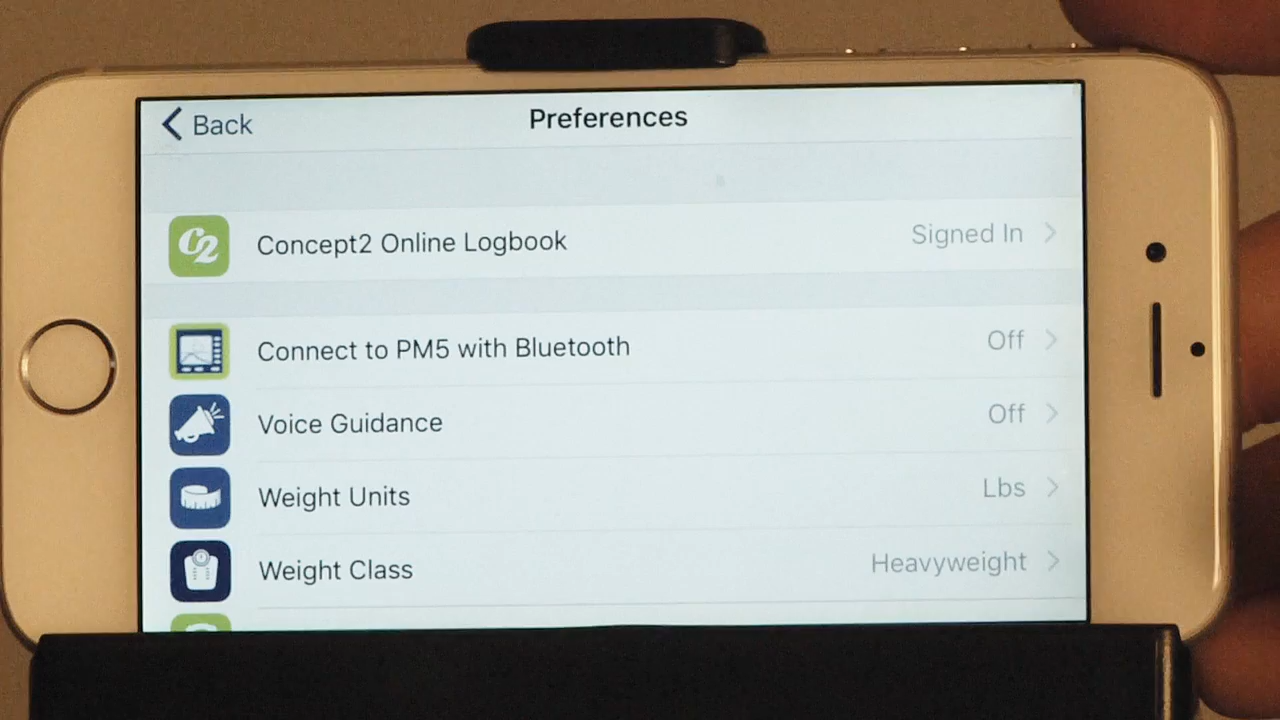 Back
Preferences
C2
Concept2 Online Logbook
Signed In
Connect to PM5 with Bluetooth
Off
Voice Guidance
Off
Weight Units
Lbs
Weight Class
Heavyweight